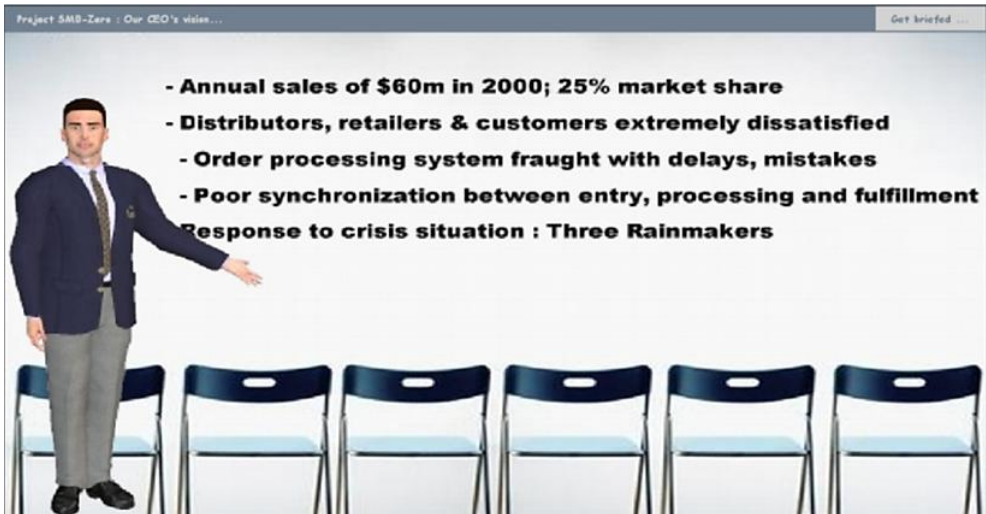 Project SMB-Zero : Our CEO's vision...
Get briefed ...
- Annual sales of $60m in 2000; 25% market share
- Distributors, retailers & customers extremely dissatisfied
- Order processing system fraught with delays, mistakes
- Poor synchronization between entry, processing and fulfillment
Response to crisis situation : Three Rainmakers